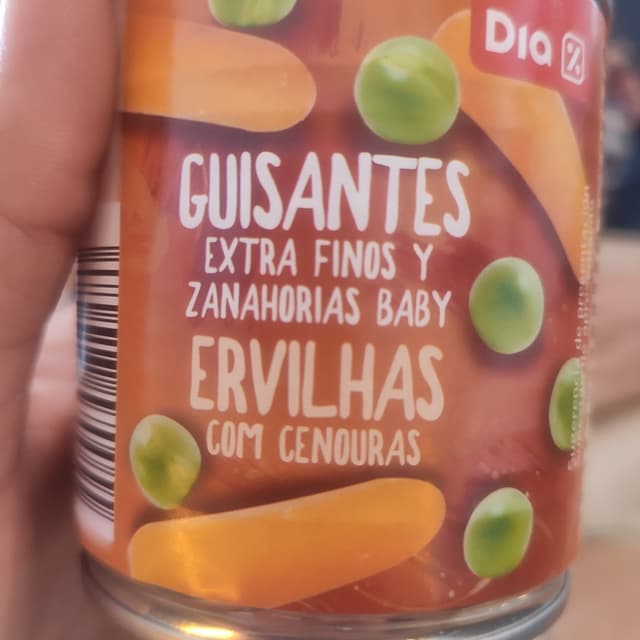 Dia %
GUISANTES
EXTRA FINOS Y
ZANAHORIAS BABY
ERVILHAS
COM CENOURAS